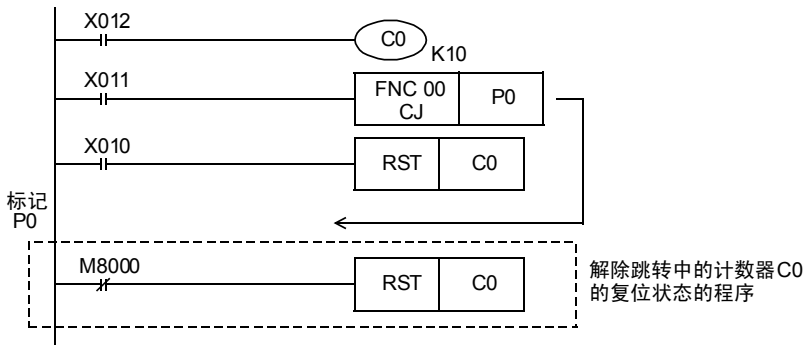 X012
C0
K10
X011
FNC 00
CJ
P0
X010
RST
C0
标记
P0
M8000
RST
C0
解除跳转中的计数器C0
的复位状态的程序